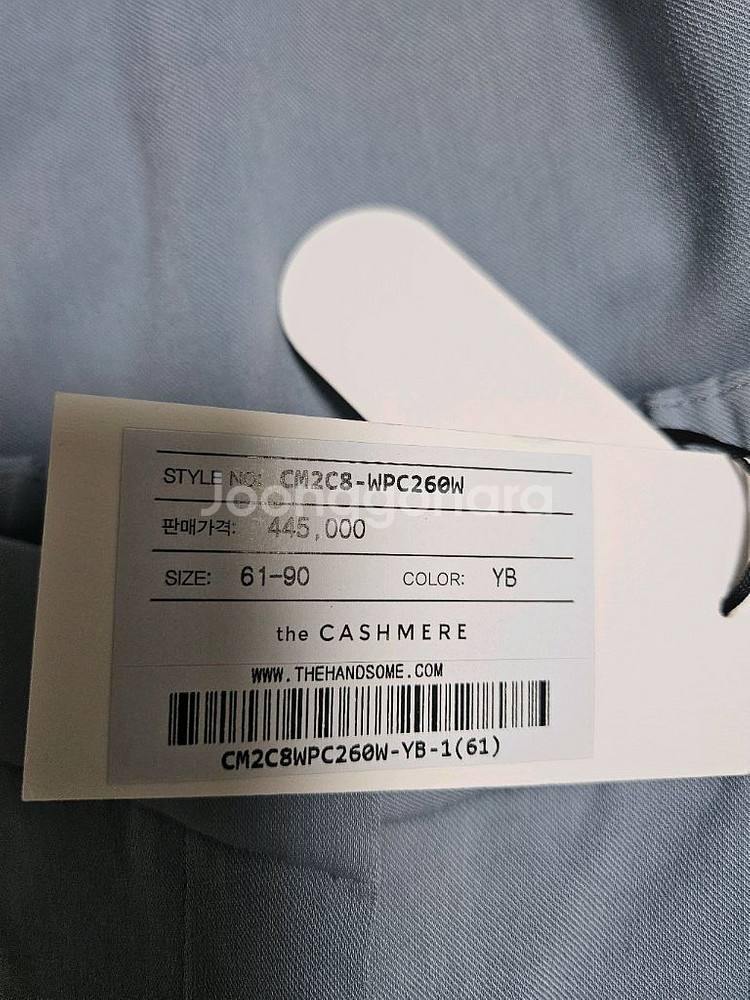 STYLE NO: CM2C8-WPC260W
Joonggonara
판매가격: 445,000
SIZE: 61-90 COLOR: YB
the CASHMERE
WWW.THEHANDSOME.COM
CM2C8WPC260W-YB-1(61)